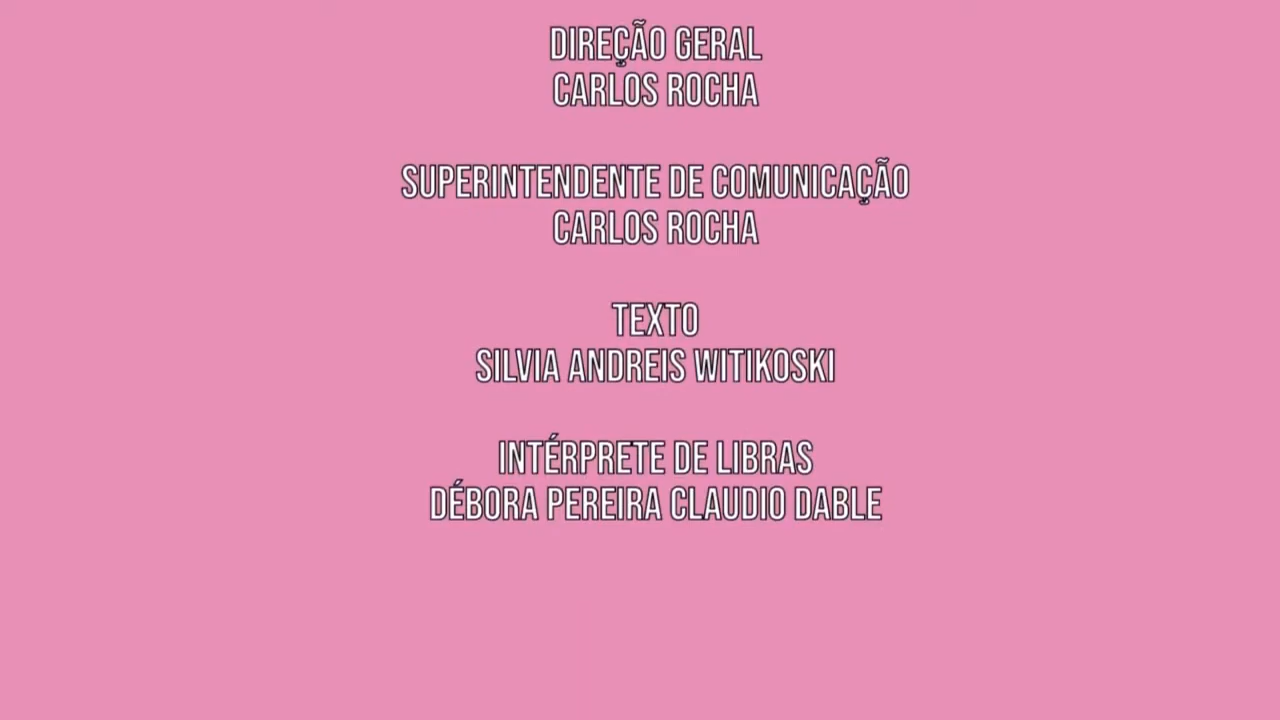 DIREÇÃO GERAL
CARLOS ROCHA
SUPERINTENDENTE DE COMUNICAÇÃO
CARLOS ROCHA
TEXTO
SILVIA ANDREIS WITIKOSKI
INTÉRPRETE DE LIBRAS
DÉBORA PEREIRA CLAUDIO DABLE